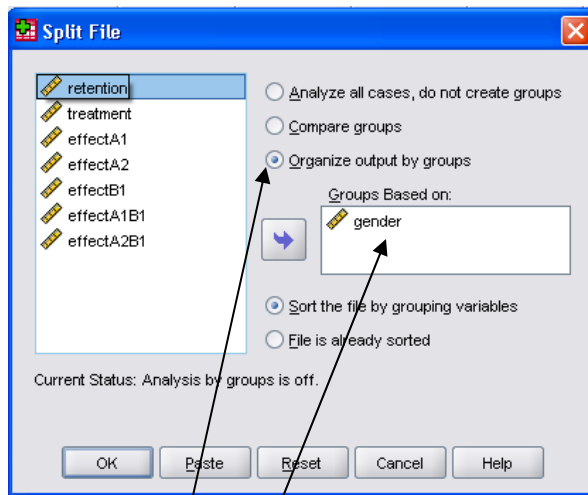 Split File
retention
treatment
effectA1
effectA2
effectB1
effectA1B1
effectA2B1
Analyze all cases, do not create groups
Compare groups
Organize output by groups
Groups Based on:
gender
Sort the file by grouping variables
File is already sorted
Current Status: Analysis by groups is off.
OK Paste Reset Cancel Help